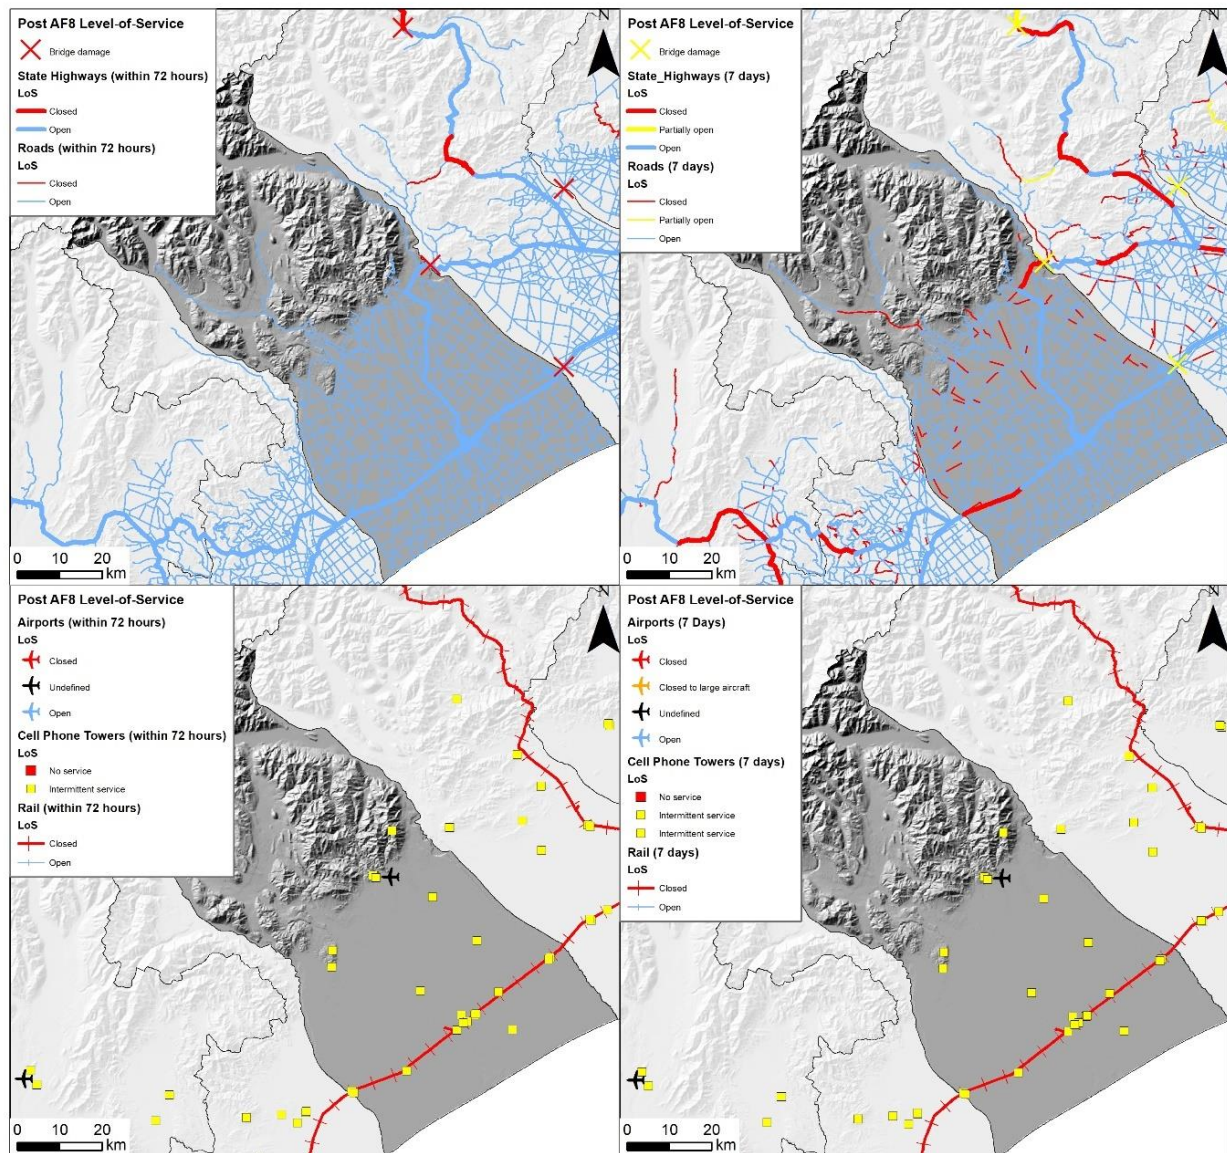 Post AF8 Level-of-Service
Bridge damage
State Highways (within 72 hours)
LoS
Closed
Open
Roads (within 72 hours)
LoS
Closed
Open
N
0 10 20
km
Post AF8 Level-of-Service
Bridge damage
State_Highways (7 days)
LoS
Closed
Partially open
Open
Roads (7 days)
LoS
Closed
Partially open
Open
N
0 10 20
km
Post AF8 Level-of-Service
Airports (within 72 hours)
LoS
Closed
Undefined
Open
Cell Phone Towers (within 72 hours)
LoS
No service
Intermittent service
Rail (within 72 hours)
LoS
Closed
Open
N
0 10 20
km
Post AF8 Level-of-Service
Airports (7 Days)
LoS
Closed
Closed to large aircraft
Undefined
Open
Cell Phone Towers (7 days)
LoS
No service
Intermittent service
Intermittent service
Rail (7 days)
LoS
Closed
Open
N
0 10 20
km